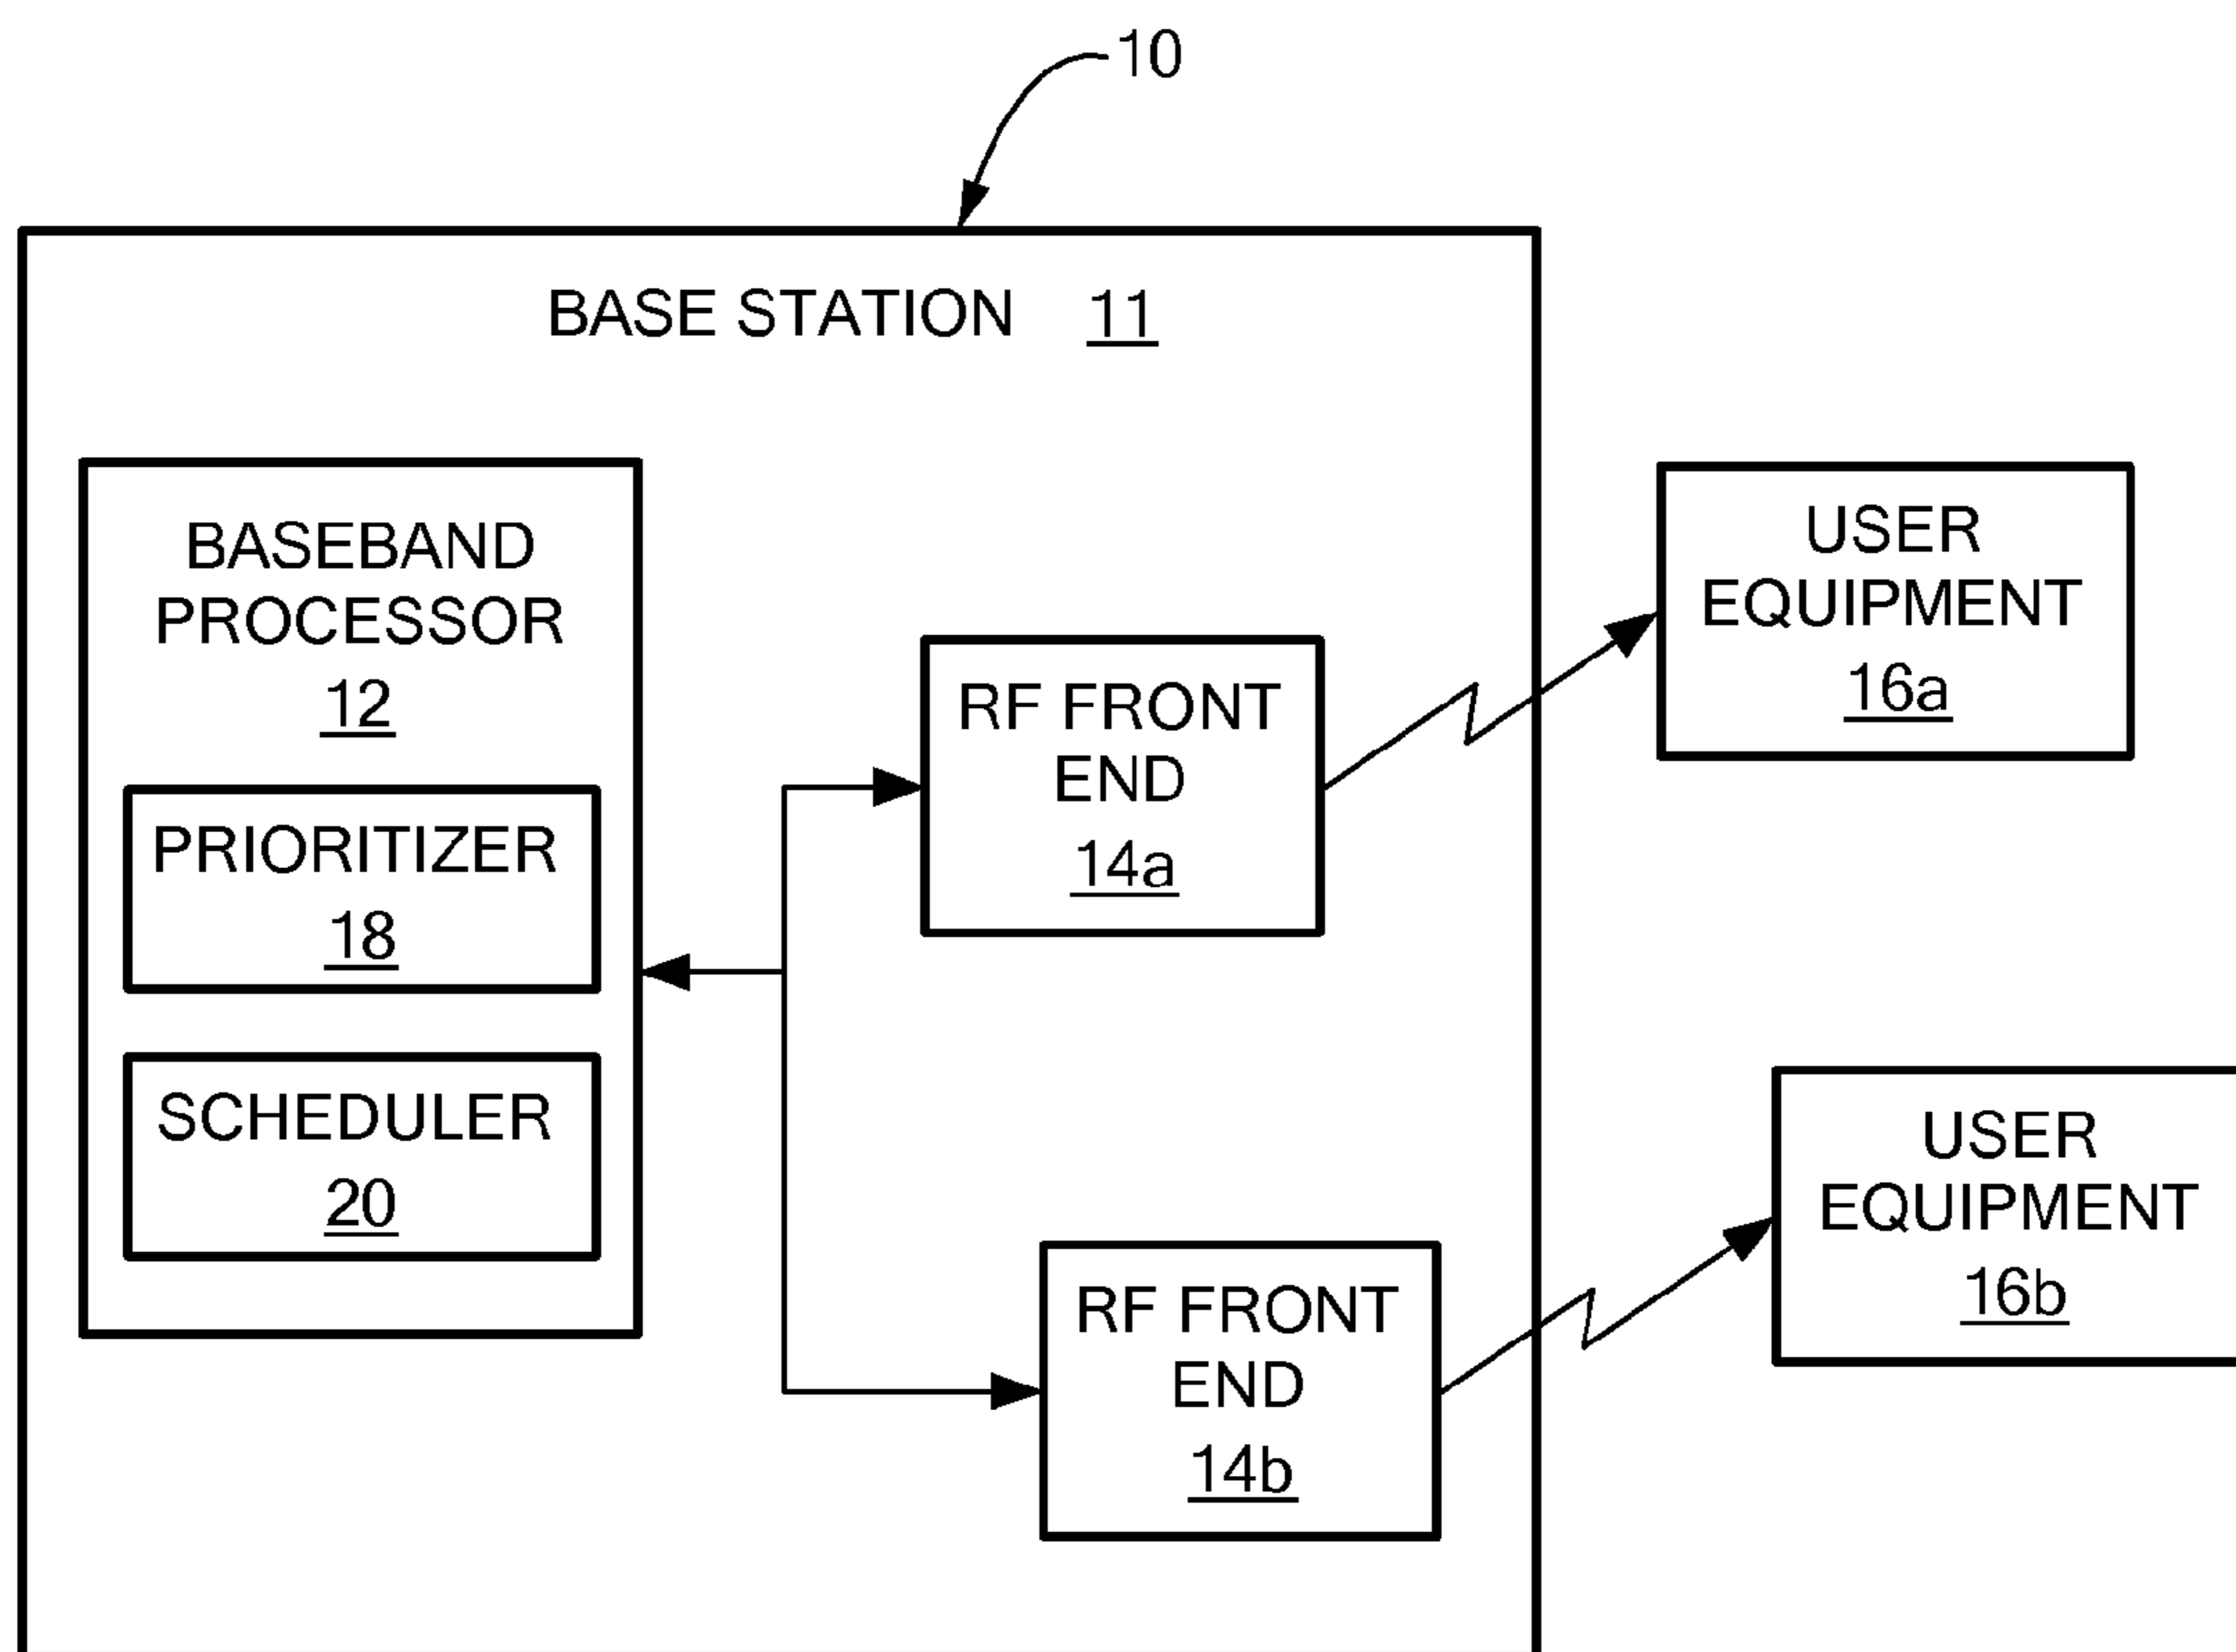 10
BASE STATION 11
BASEBAND
PROCESSOR
12
PRIORITIZER
18
SCHEDULER
20
RF FRONT
END
14a
RF FRONT
END
14b
USER
EQUIPMENT
16a
USER
EQUIPMENT
16b